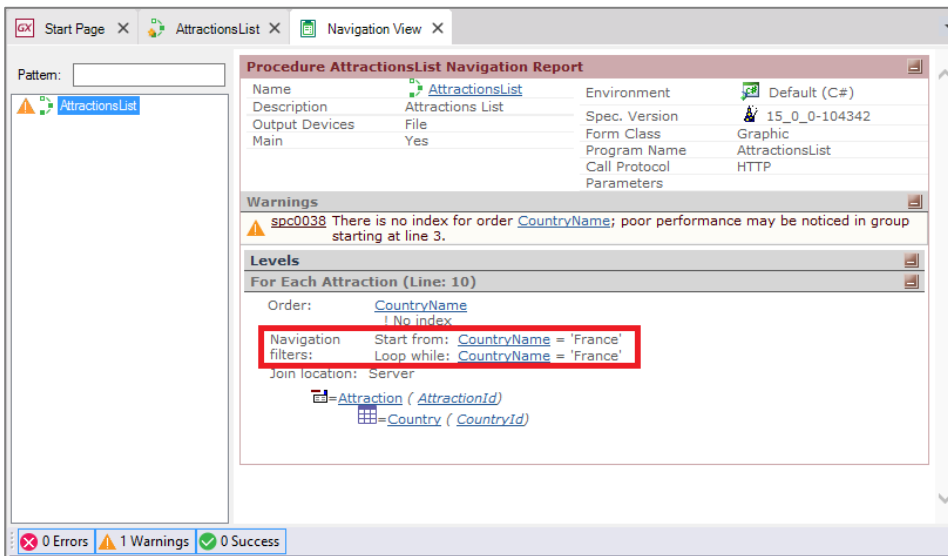 GX Start Page X AttractionsList X Navigation View X
Pattern:
AttractionsList
Procedure AttractionsList Navigation Report
Name AttractionsList
Description Attractions List
Output Devices File
Main Yes
Environment Default (C#)
Spec. Version 15_0_0-104342
Form Class Graphic
Program Name AttractionsList
Call Protocol HTTP
Parameters
Warnings
spc0038 There is no index for order CountryName; poor performance may be noticed in group
starting at line 3.
Levels
For Each Attraction (Line: 10)
Order: CountryName
! No index
Navigation Start from: CountryName = 'France'
filters: Loop while: CountryName = 'France'
Join location: Server
=Attraction ( AttractionId)
=Country ( CountryId)
0 Errors 1 Warnings 0 Success